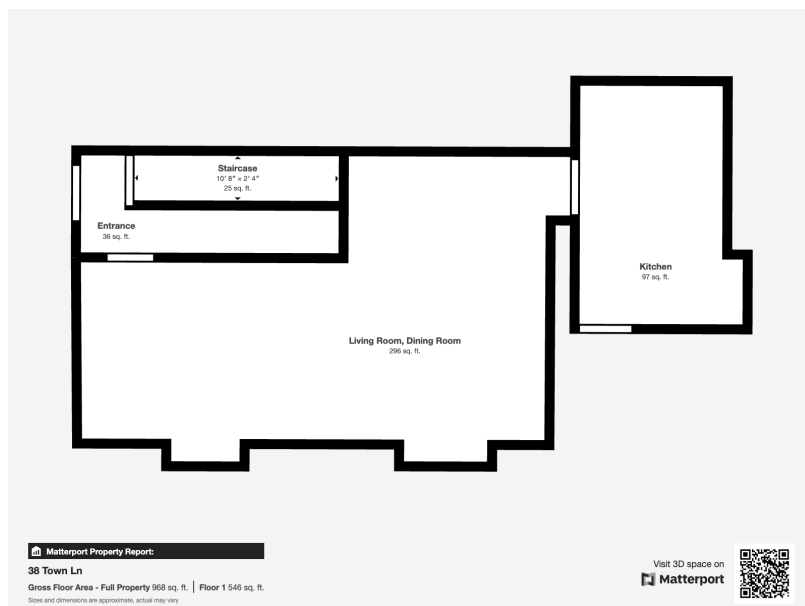 Staircase
10' 8" × 2' 4"
25 sq. ft.
Entrance
36 sq. ft.
Kitchen
97 sq. ft.
Living Room, Dining Room
296 sq. ft.
Matterport Property Report:
38 Town Ln
Gross Floor Area - Full Property 968 sq. ft. | Floor 1 546 sq. ft.
Sizes and dimensions are approximate, actual may vary
Visit 3D space on
Matterport